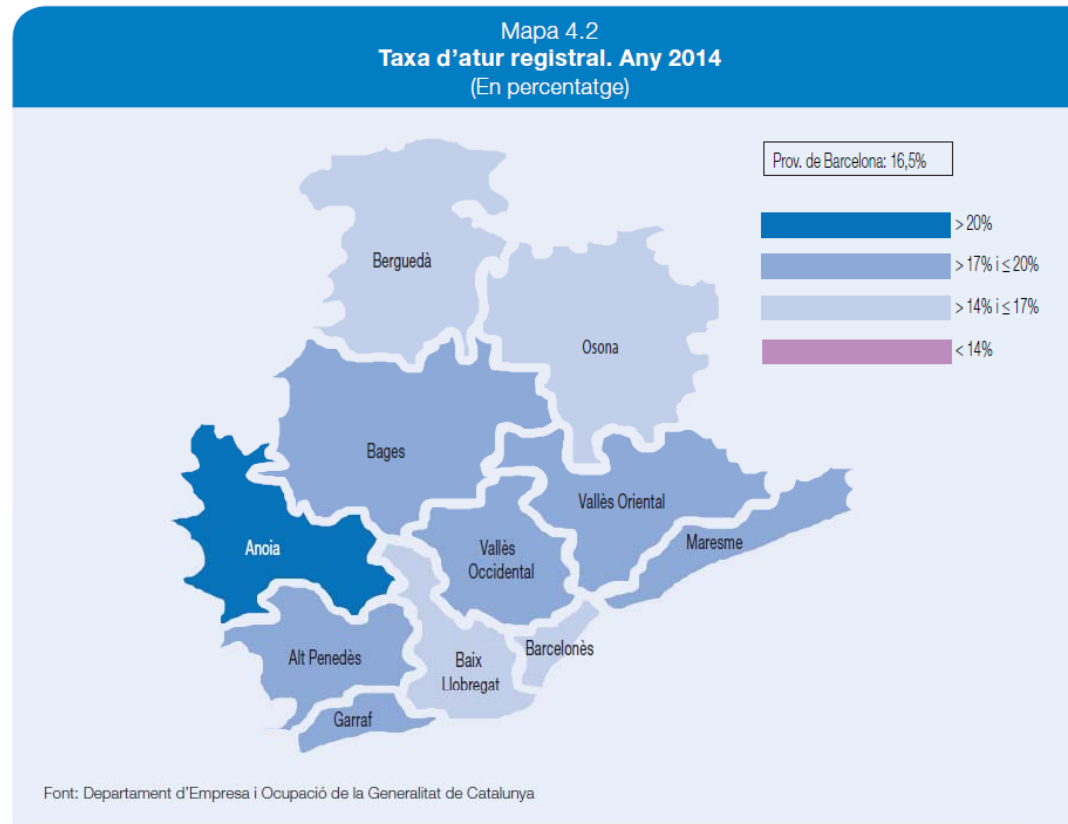 Mapa 4.2
Taxa d'atur registral. Any 2014
(En percentatge)
Prov. de Barcelona: 16,5%
> 20%
> 17% i ≤ 20%
> 14% i ≤ 17%
< 14%
Berguedà
Osona
Bages
Vallès Oriental
Maresme
Anoia
Vallès
Occidental
Alt Penedès
Baix
Llobregat
Barcelonès
Garraf
Font: Departament d'Empresa i Ocupació de la Generalitat de Catalunya